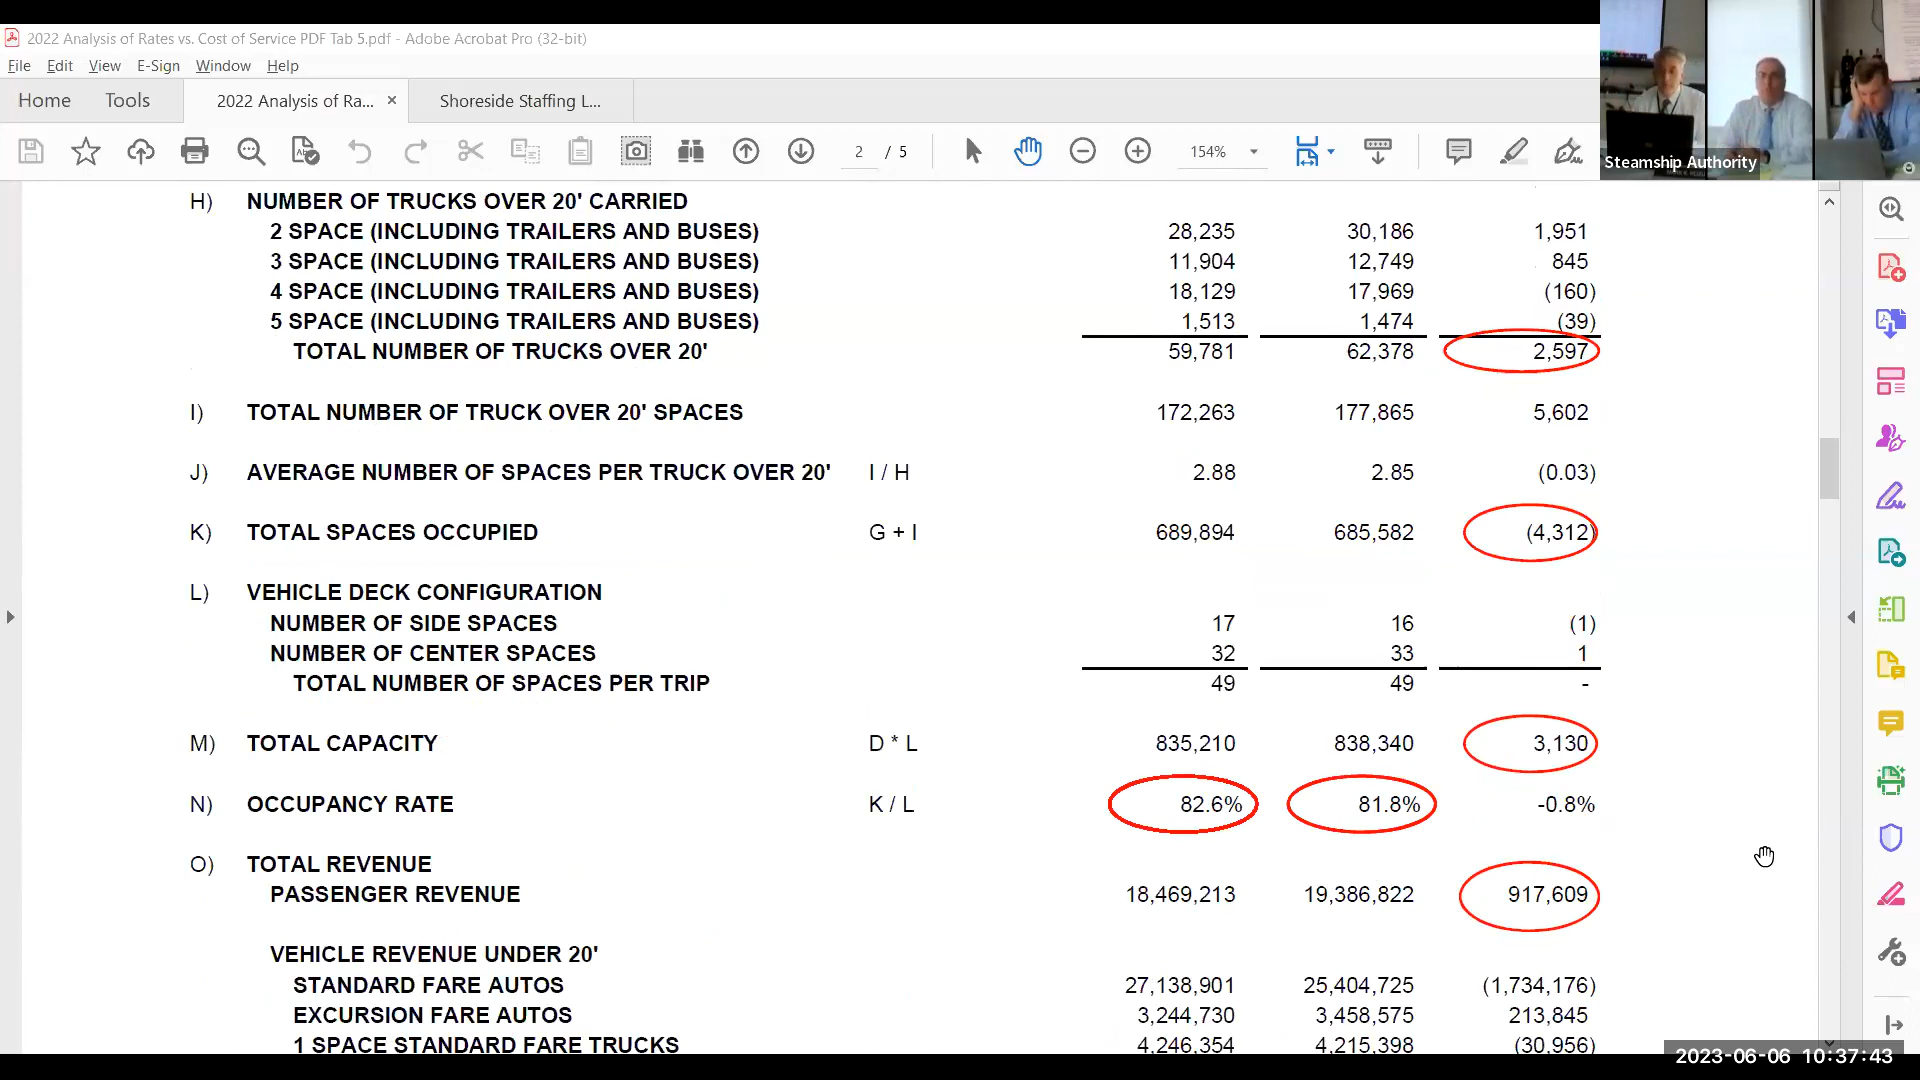 2022 Analysis of Rates vs. Cost of Service PDF Tab 5.pdf - Adobe Acrobat Pro (32-bit)
File Edit View E-Sign Window Help
Home Tools 2022 Analysis of Ra... × Shoreside Staffing L...
2 / 5 154%
Steamship Authority
H) NUMBER OF TRUCKS OVER 20' CARRIED
2 SPACE (INCLUDING TRAILERS AND BUSES) 28,235 30,186 1,951
3 SPACE (INCLUDING TRAILERS AND BUSES) 11,904 12,749 845
4 SPACE (INCLUDING TRAILERS AND BUSES) 18,129 17,969 (160)
5 SPACE (INCLUDING TRAILERS AND BUSES) 1,513 1,474 (39)
TOTAL NUMBER OF TRUCKS OVER 20' 59,781 62,378 2,597
I) TOTAL NUMBER OF TRUCK OVER 20' SPACES 172,263 177,865 5,602
J) AVERAGE NUMBER OF SPACES PER TRUCK OVER 20' I / H 2.88 2.85 (0.03)
K) TOTAL SPACES OCCUPIED G + I 689,894 685,582 (4,312)
L) VEHICLE DECK CONFIGURATION
NUMBER OF SIDE SPACES 17 16 (1)
NUMBER OF CENTER SPACES 32 33 1
TOTAL NUMBER OF SPACES PER TRIP 49 49 -
M) TOTAL CAPACITY D * L 835,210 838,340 3,130
N) OCCUPANCY RATE K / L 82.6% 81.8% -0.8%
O) TOTAL REVENUE
PASSENGER REVENUE 18,469,213 19,386,822 917,609
VEHICLE REVENUE UNDER 20'
STANDARD FARE AUTOS 27,138,901 25,404,725 (1,734,176)
EXCURSION FARE AUTOS 3,244,730 3,458,575 213,845
1 SPACE STANDARD FARE TRUCKS 4,246,354 4,215,398 (30,956)
2023-06-06 10:37:43